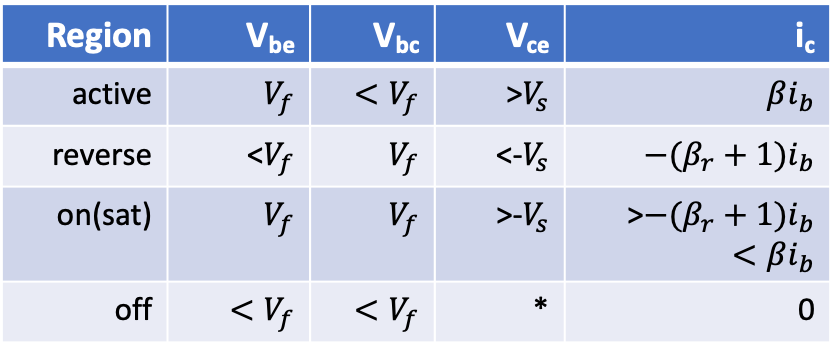 Region V_be V_bc V_ce i_c
active V_f < V_f >V_s βi_b
reverse <V_f V_f <-V_s −(β_r + 1)i_b
on(sat) V_f V_f >-V_s >−(β_r + 1)i_b
< βi_b
off < V_f < V_f * 0